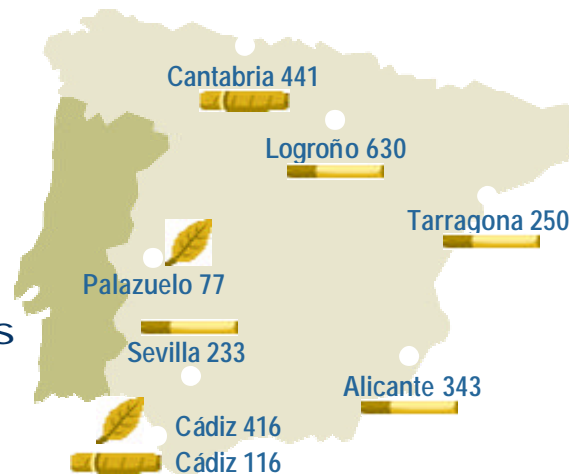 Cantabria 441
Logroño 630
Tarragona 250
Palazuelo 77
s
Sevilla 233
Alicante 343
Cádiz 416
Cádiz 116